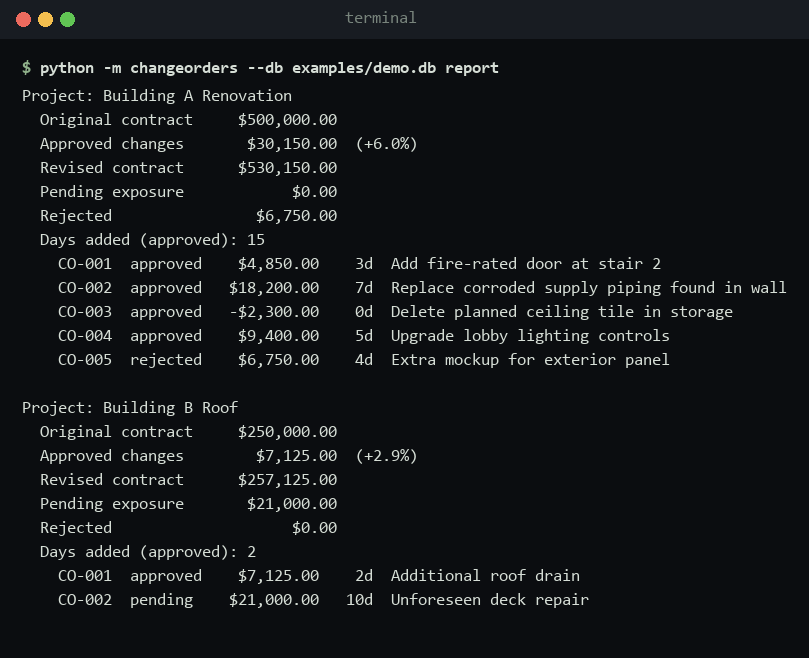 terminal
$ python -m changeorders --db examples/demo.db report
Project: Building A Renovation
  Original contract     $500,000.00
  Approved changes       $30,150.00  (+6.0%)
  Revised contract      $530,150.00
  Pending exposure            $0.00
  Rejected                $6,750.00
  Days added (approved): 15
    CO-001  approved    $4,850.00    3d  Add fire-rated door at stair 2
    CO-002  approved   $18,200.00    7d  Replace corroded supply piping found in wall
    CO-003  approved   -$2,300.00    0d  Delete planned ceiling tile in storage
    CO-004  approved    $9,400.00    5d  Upgrade lobby lighting controls
    CO-005  rejected    $6,750.00    4d  Extra mockup for exterior panel

Project: Building B Roof
  Original contract     $250,000.00
  Approved changes        $7,125.00  (+2.9%)
  Revised contract      $257,125.00
  Pending exposure       $21,000.00
  Rejected                    $0.00
  Days added (approved): 2
    CO-001  approved    $7,125.00    2d  Additional roof drain
    CO-002  pending    $21,000.00   10d  Unforeseen deck repair